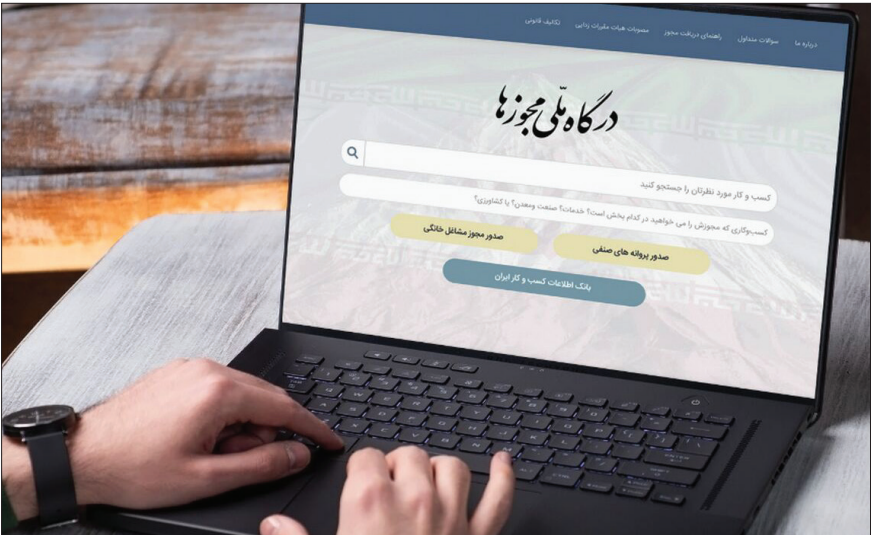 درباره ما سوالات متداول راهنمای دریافت مجوز مصوبات هیات مقررات زدایی تکالیف قانونی
درگاه ملّی مجوزها
کسب و کار مورد نظرتان را جستجو کنید
کسب‌وکاری که مجوزش را می خواهید در کدام بخش است؟ خدمات؟ صنعت ومعدن؟ یا کشاورزی؟
صدور پروانه های صنفی صدور مجوز مشاغل خانگی
بانک اطلاعات کسب و کار ایران